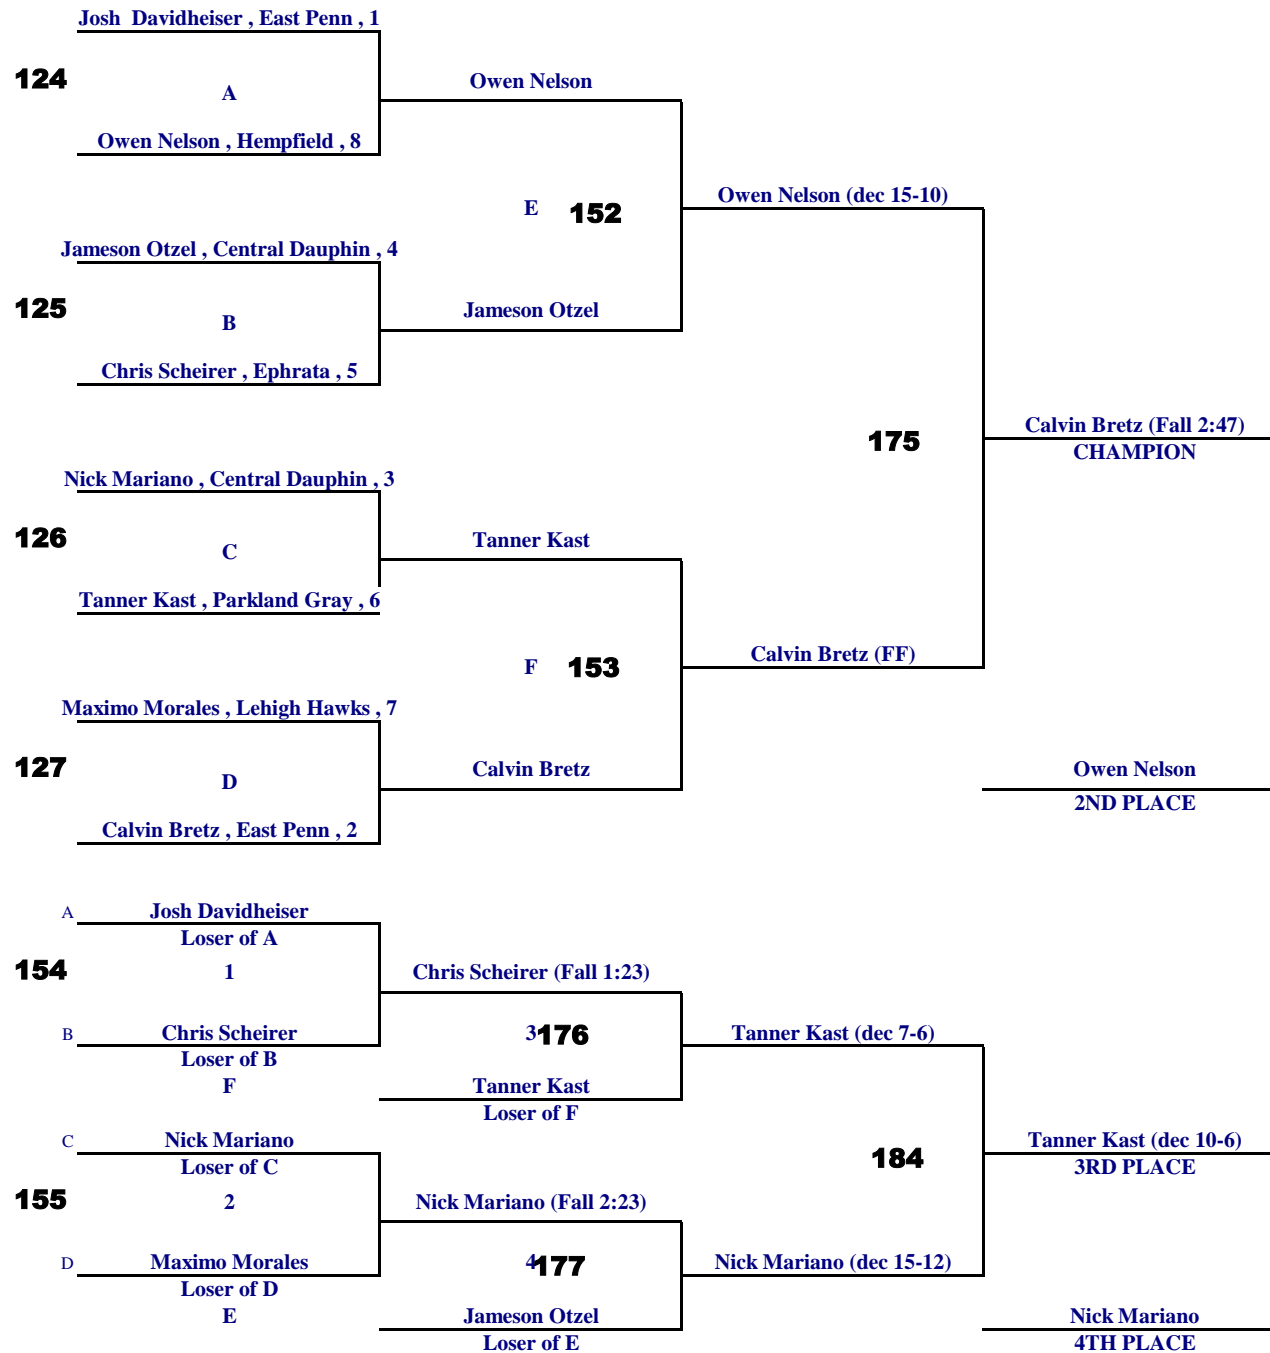 Josh  Davidheiser , East Penn , 1
124
A
Owen Nelson
Owen Nelson , Hempfield , 8
E 152
Owen Nelson (dec 15-10)
Jameson Otzel , Central Dauphin , 4
125
B
Jameson Otzel
Chris Scheirer , Ephrata , 5
175
Calvin Bretz (Fall 2:47)
CHAMPION
Nick Mariano , Central Dauphin , 3
126
C
Tanner Kast
Tanner Kast , Parkland Gray , 6
F 153
Calvin Bretz (FF)
Maximo Morales , Lehigh Hawks , 7
127
D
Calvin Bretz
Calvin Bretz , East Penn , 2
Owen Nelson
2ND PLACE
A Josh Davidheiser
Loser of A
154 1
Chris Scheirer (Fall 1:23)
B Chris Scheirer
Loser of B
3 176
Tanner Kast (dec 7-6)
F
Tanner Kast
Loser of F
C Nick Mariano
Loser of C
184
Tanner Kast (dec 10-6)
3RD PLACE
155 2
Nick Mariano (Fall 2:23)
D Maximo Morales
Loser of D
4 177
Nick Mariano (dec 15-12)
E
Jameson Otzel
Loser of E
Nick Mariano
4TH PLACE